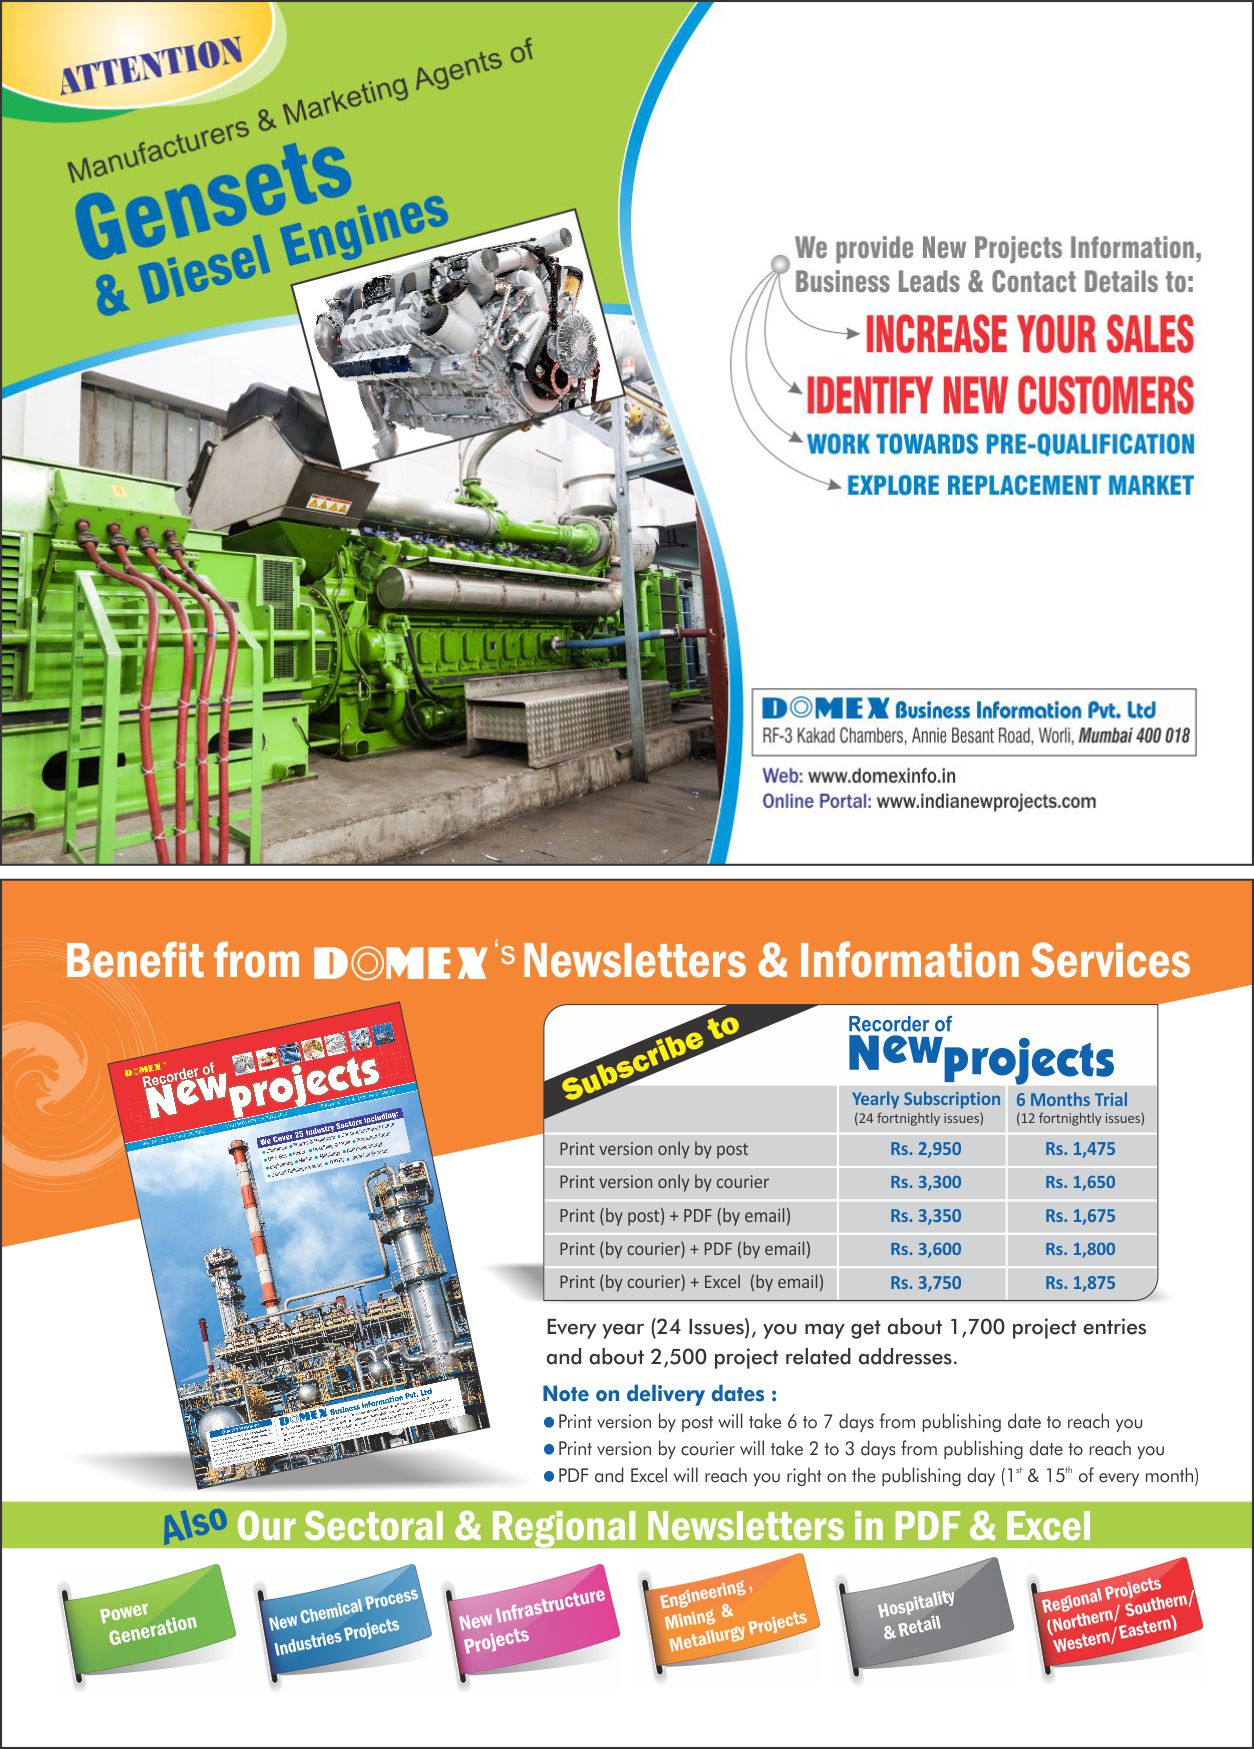 ATTENTION
Manufacturers & Marketing Agents of
Gensets
& Diesel Engines
We provide New Projects Information,
Business Leads & Contact Details to:
INCREASE YOUR SALES
IDENTIFY NEW CUSTOMERS
WORK TOWARDS PRE-QUALIFICATION
EXPLORE REPLACEMENT MARKET
DOMEX Business Information Pvt. Ltd
RF-3 Kakad Chambers, Annie Besant Road, Worli, Mumbai 400 018
Web: www.domexinfo.in
Online Portal: www.indianewprojects.com
Benefit from DOMEX's Newsletters & Information Services
DOMEX
Recorder of
Newprojects
We Cover 25 Industry Sectors including:
DOMEX Business Information Pvt. Ltd
Subscribe to
Recorder of
Newprojects
Yearly Subscription 6 Months Trial
(24 fortnightly issues) (12 fortnightly issues)
Print version only by post Rs. 2,950 Rs. 1,475
Print version only by courier Rs. 3,300 Rs. 1,650
Print (by post) + PDF (by email) Rs. 3,350 Rs. 1,675
Print (by courier) + PDF (by email) Rs. 3,600 Rs. 1,800
Print (by courier) + Excel (by email) Rs. 3,750 Rs. 1,875
Every year (24 Issues), you may get about 1,700 project entries
and about 2,500 project related addresses.
Note on delivery dates :
● Print version by post will take 6 to 7 days from publishing date to reach you
● Print version by courier will take 2 to 3 days from publishing date to reach you
● PDF and Excel will reach you right on the publishing day (1st & 15th of every month)
Also Our Sectoral & Regional Newsletters in PDF & Excel
Power
Generation
New Chemical Process
Industries Projects
New Infrastructure
Projects
Engineering ,
Mining &
Metallurgy Projects
Hospitality
& Retail
Regional Projects
(Northern/ Southern/
Western/Eastern)